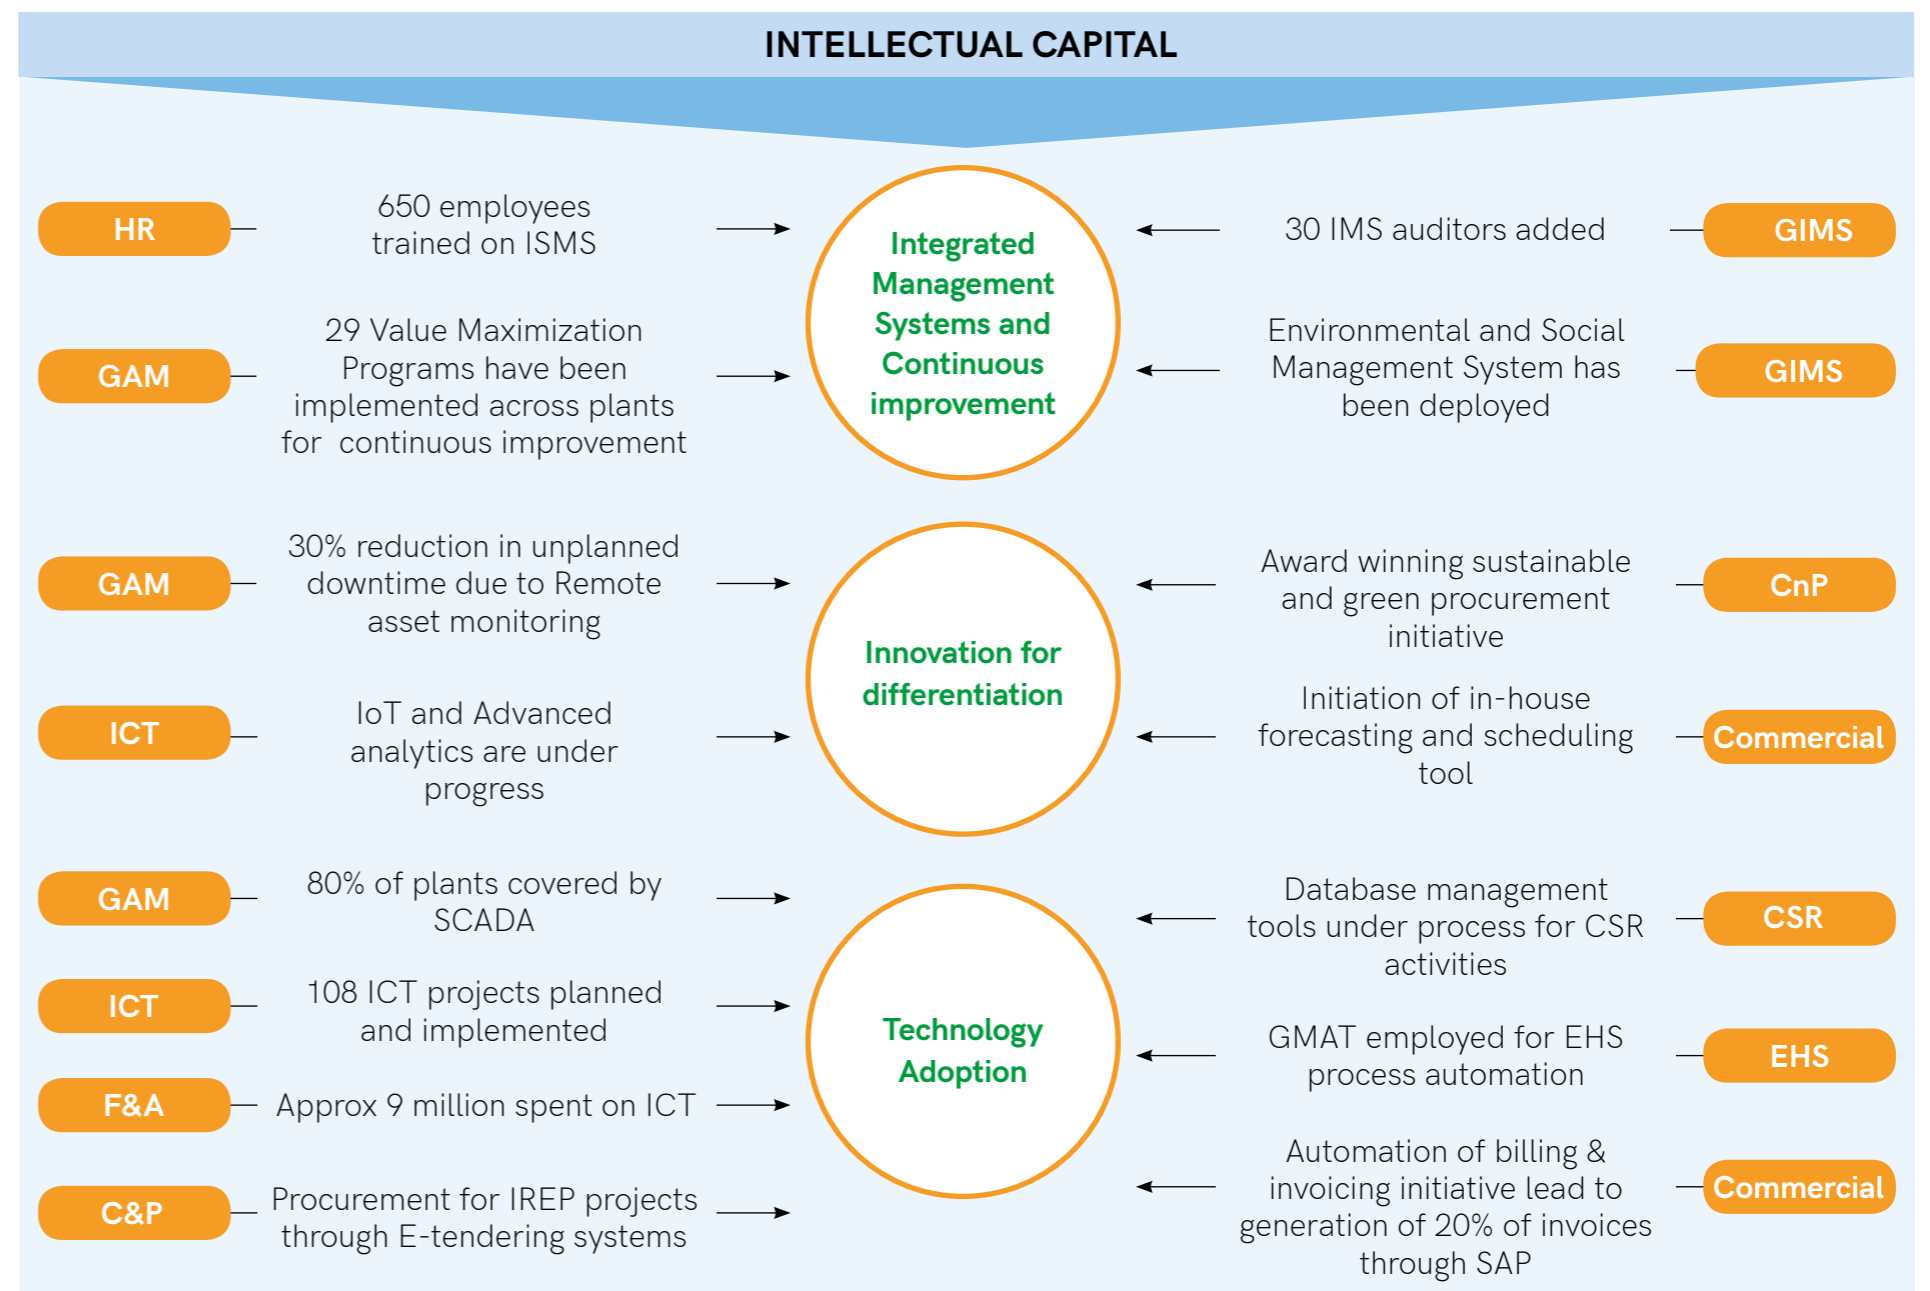 INTELLECTUAL CAPITAL
HR
650 employees
trained on ISMS
GAM
29 Value Maximization
Programs have been
implemented across plants
for continuous improvement
Integrated
Management
Systems and
Continuous
improvement
30 IMS auditors added
GIMS
Environmental and Social
Management System has
been deployed
GIMS
GAM
30% reduction in unplanned
downtime due to Remote
asset monitoring
ICT
IoT and Advanced
analytics are under
progress
Innovation for
differentiation
Award winning sustainable
and green procurement
initiative
CnP
Initiation of in-house
forecasting and scheduling
tool
Commercial
GAM
80% of plants covered by
SCADA
ICT
108 ICT projects planned
and implemented
F&A
Approx 9 million spent on ICT
C&P
Procurement for IREP projects
through E-tendering systems
Technology
Adoption
Database management
tools under process for CSR
activities
CSR
GMAT employed for EHS
process automation
EHS
Automation of billing &
invoicing initiative lead to
generation of 20% of invoices
through SAP
Commercial